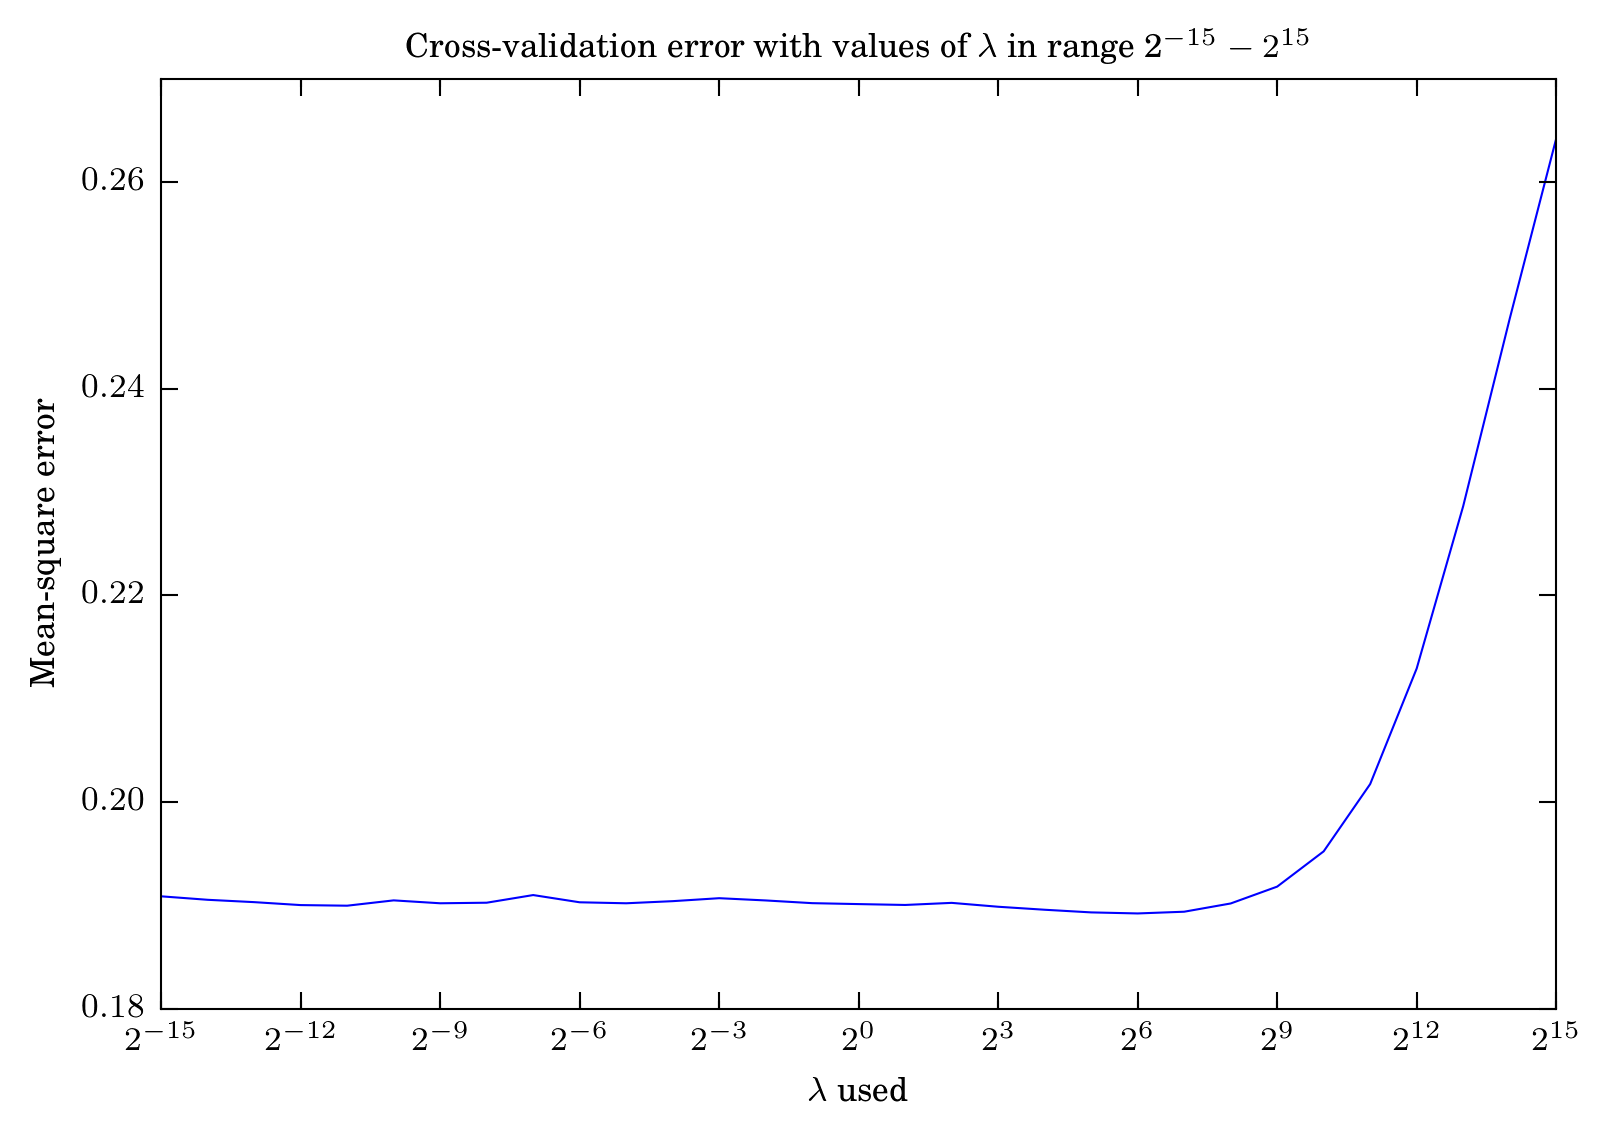 Cross-validation error with values of λ in range 2⁻¹⁵ − 2¹⁵
0.26
0.24
0.22
0.20
0.18
Mean-square error
2⁻¹⁵ 2⁻¹² 2⁻⁹ 2⁻⁶ 2⁻³ 2⁰ 2³ 2⁶ 2⁹ 2¹² 2¹⁵
λ used